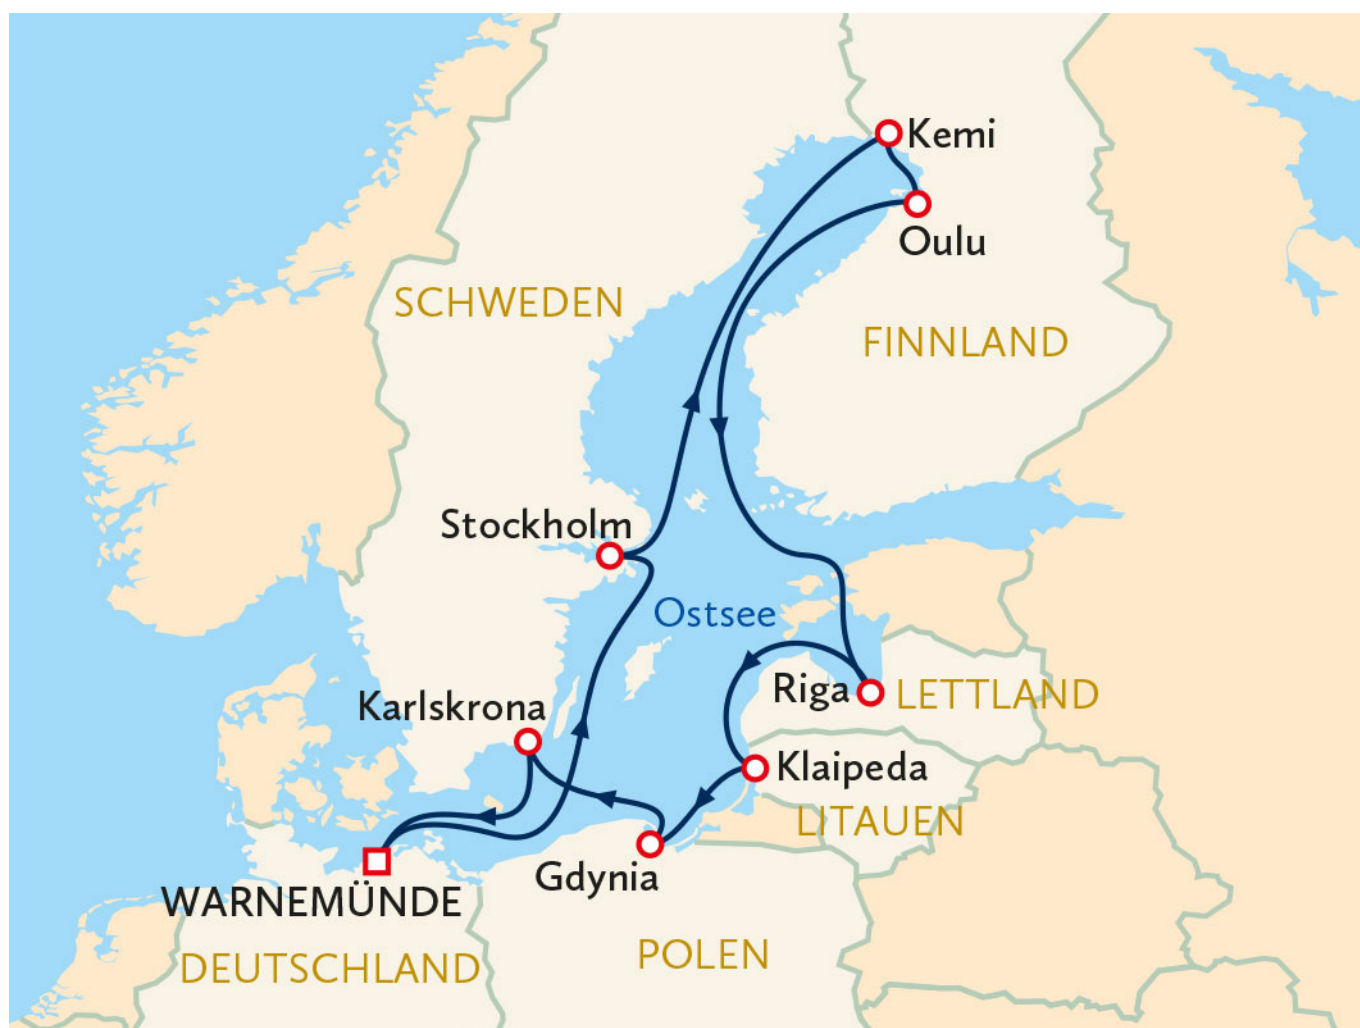 Kemi
Oulu
SCHWEDEN
FINNLAND
Stockholm
Ostsee
Riga
LETTLAND
Karlskrona
Klaipeda
LITAUEN
Gdynia
WARNEMÜNDE
POLEN
DEUTSCHLAND